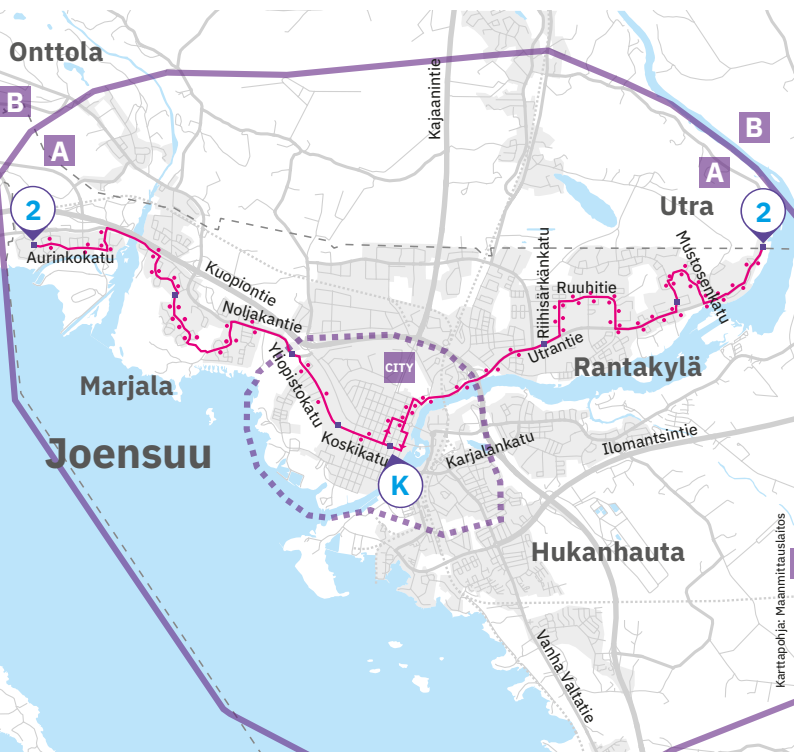 Onttola
B
A
Kajaanintie
B
A
Utra
2
2
Aurinkokatu
Mustosenkatu
Kuopiontie
Ruuhitie
Riinisärkänkatu
Noljakantie
Utrantie
Yliopistokatu
CITY
Rantakylä
Marjala
Joensuu
Koskikatu
Karjalankatu
Ilomantsintie
K
Hukanhauta
Vanha Valtatie
Karttapohja: Maanmittauslaitos